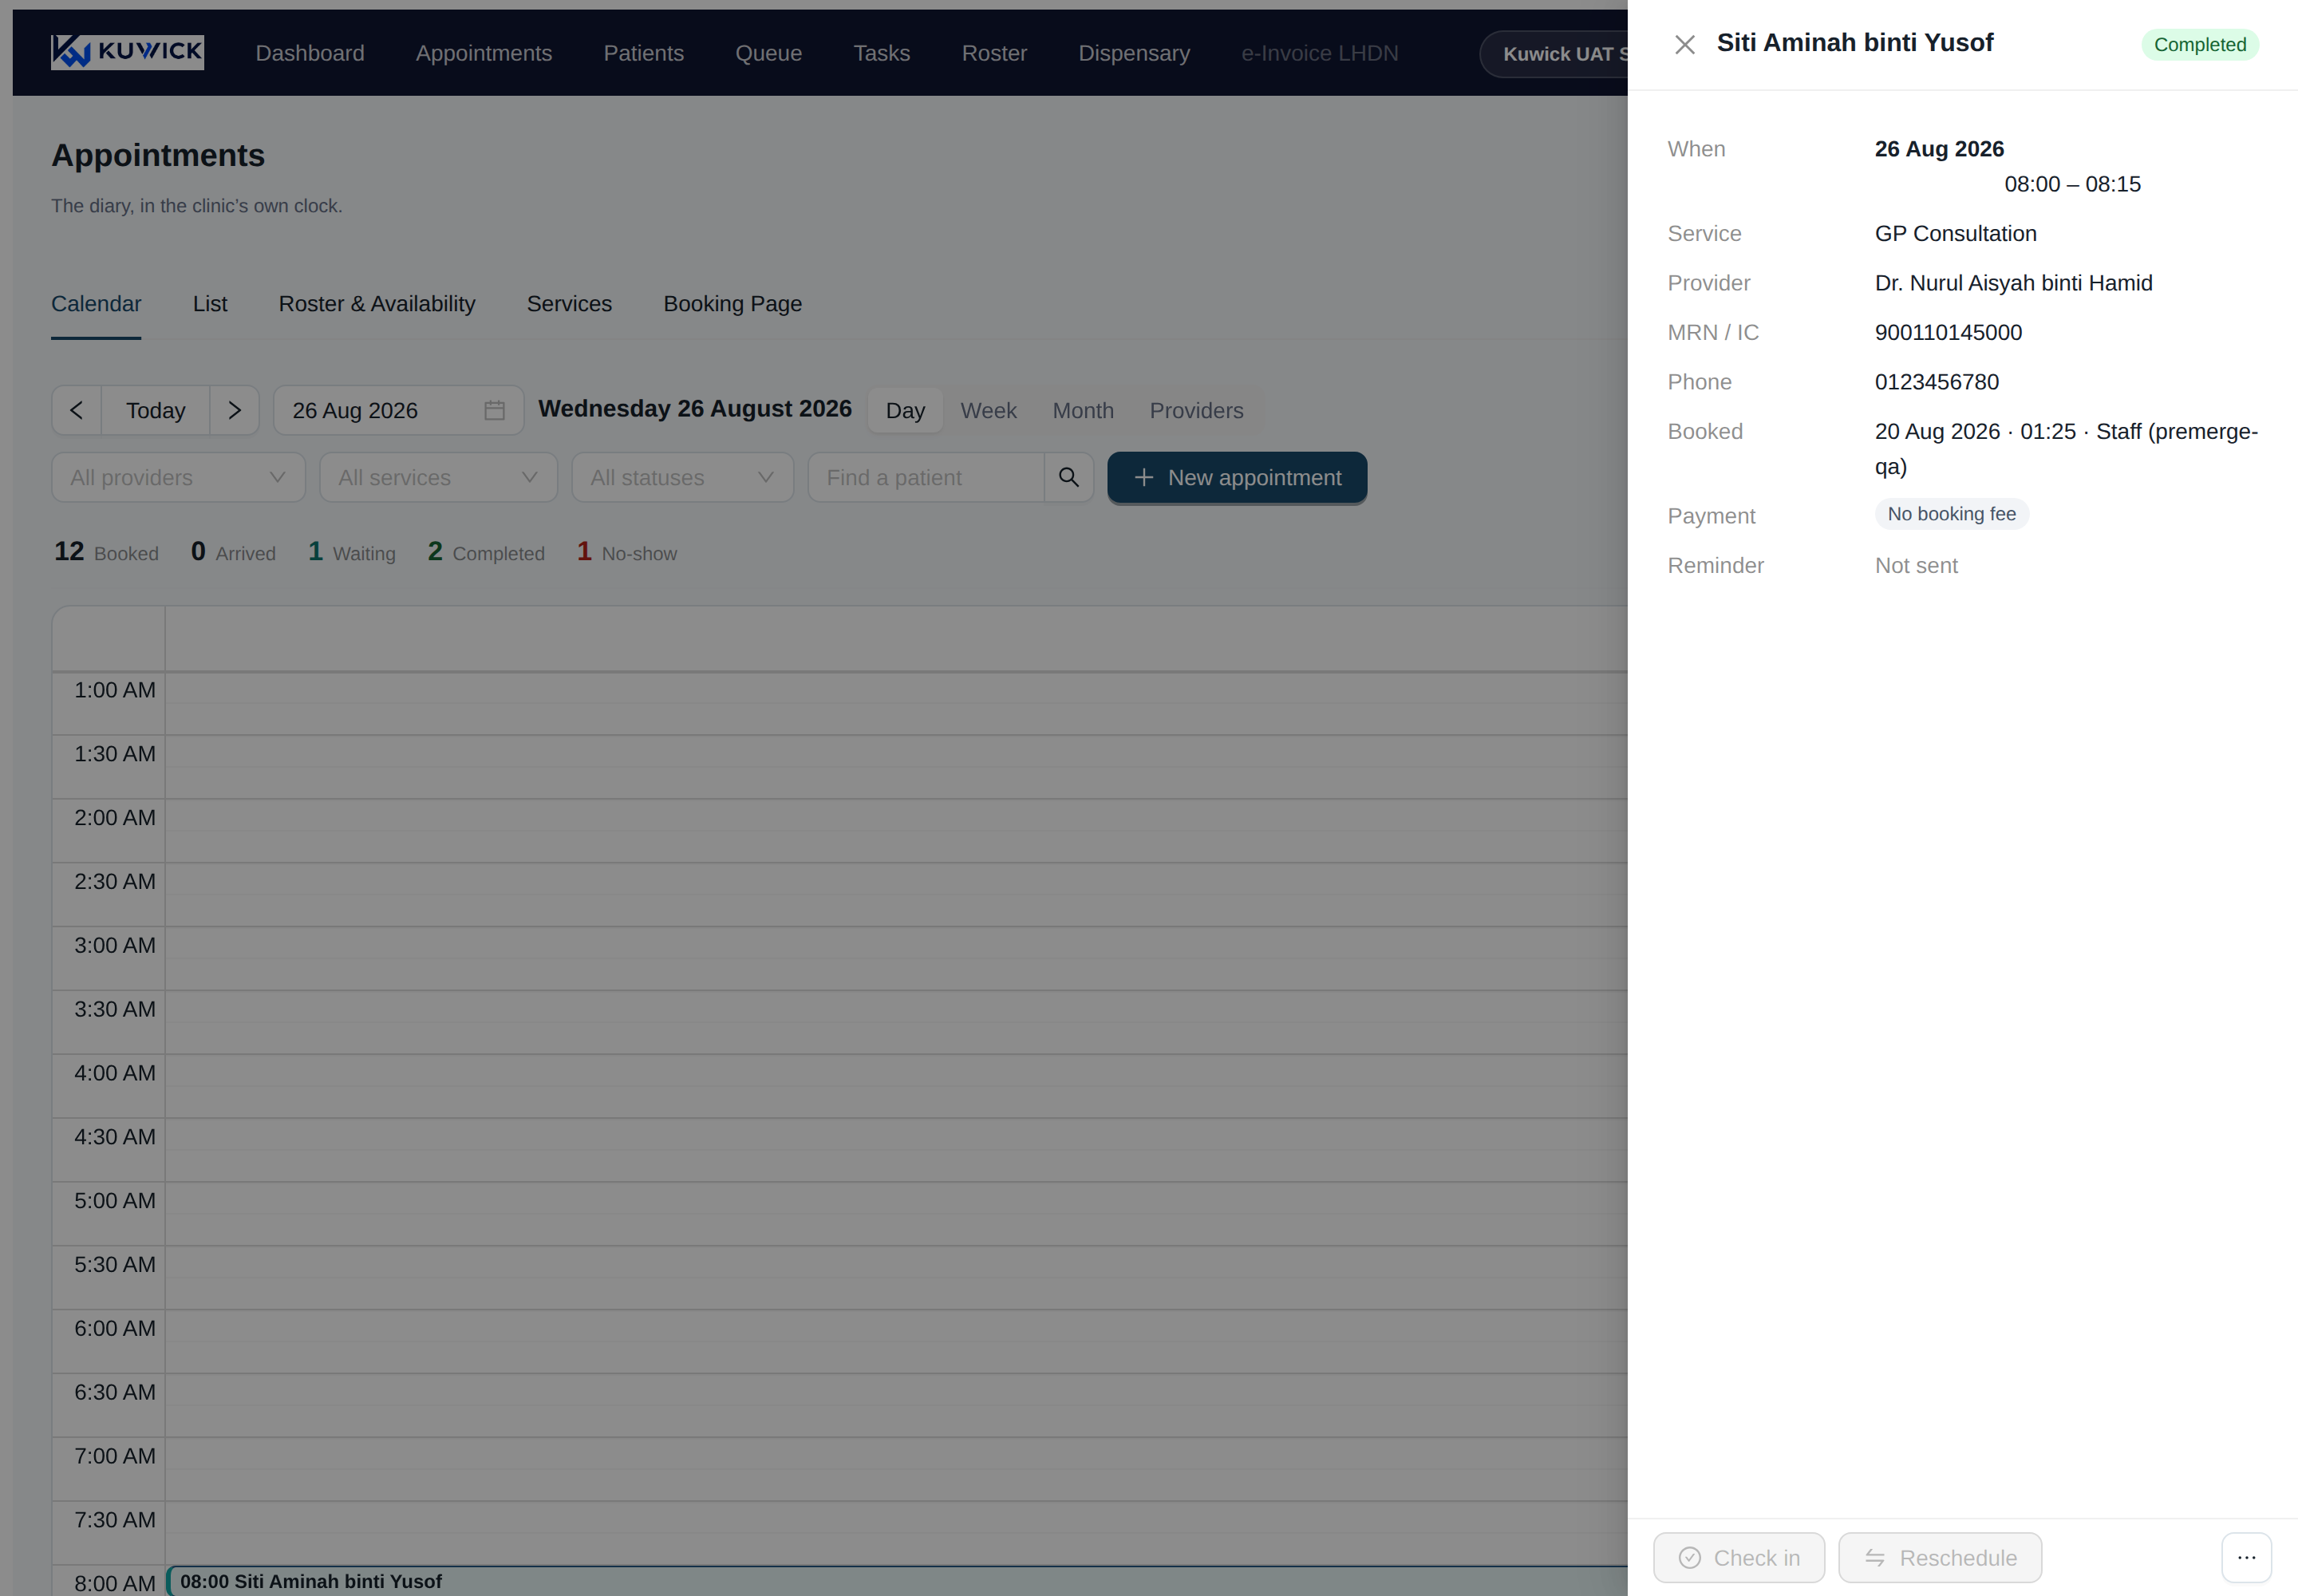 KUWICK
Dashboard
Appointments
Patients
Queue
Tasks
Roster
Dispensary
e-Invoice LHDN
Kuwick UAT
Appointments
The diary, in the clinic’s own clock.
Calendar
List
Roster & Availability
Services
Booking Page
Today
26 Aug 2026
Wednesday 26 August 2026
Day
Week
Month
Providers
All providers
All services
All statuses
Find a patient
New appointment
12 Booked
0 Arrived
1 Waiting
2 Completed
1 No-show
1:00 AM
1:30 AM
2:00 AM
2:30 AM
3:00 AM
3:30 AM
4:00 AM
4:30 AM
5:00 AM
5:30 AM
6:00 AM
6:30 AM
7:00 AM
7:30 AM
8:00 AM
08:00 Siti Aminah binti Yusof
Siti Aminah binti Yusof
Completed
When
26 Aug 2026
08:00 – 08:15
Service
GP Consultation
Provider
Dr. Nurul Aisyah binti Hamid
MRN / IC
900110145000
Phone
0123456780
Booked
20 Aug 2026 · 01:25 · Staff (premerge-
qa)
Payment
No booking fee
Reminder
Not sent
Check in
Reschedule